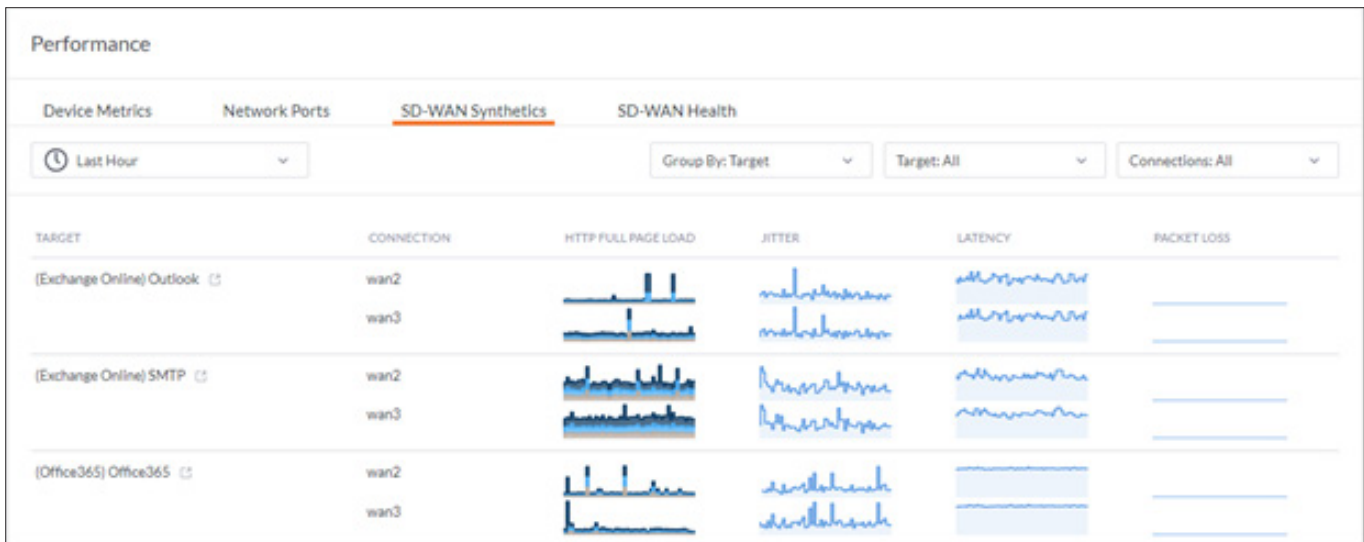 Performance
Device Metrics Network Ports SD-WAN Synthetics SD-WAN Health
Last Hour Group By: Target Target: All Connections: All
TARGET CONNECTION HTTP FULL PAGE LOAD JITTER LATENCY PACKET LOSS
(Exchange Online) Outlook wan2
wan3
(Exchange Online) SMTP wan2
wan3
(Office365) Office365 wan2
wan3